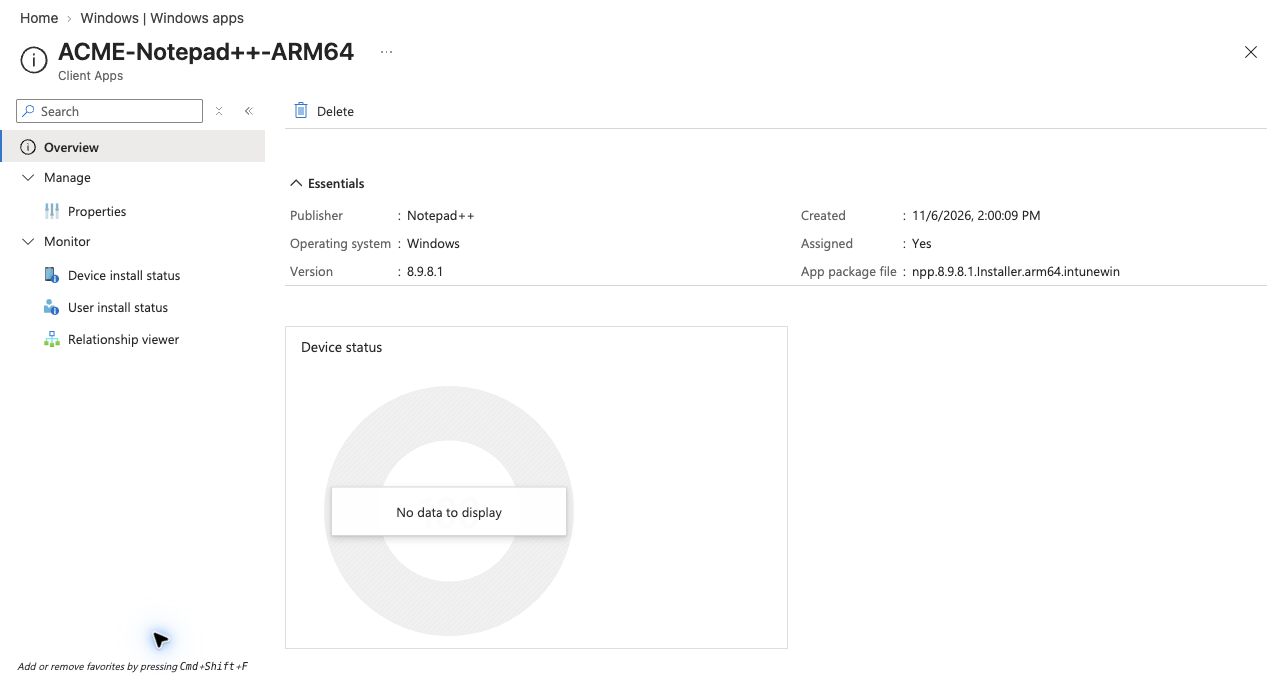 Home › Windows | Windows apps
ACME-Notepad++-ARM64 ...
Client Apps
Search
Delete
Overview
Manage
Properties
Monitor
Device install status
User install status
Relationship viewer
Essentials
Publisher : Notepad++
Operating system : Windows
Version : 8.9.8.1
Created : 11/6/2026, 2:00:09 PM
Assigned : Yes
App package file : npp.8.9.8.1.Installer.arm64.intunewin
Device status
No data to display
Add or remove favorites by pressing Cmd+Shift+F